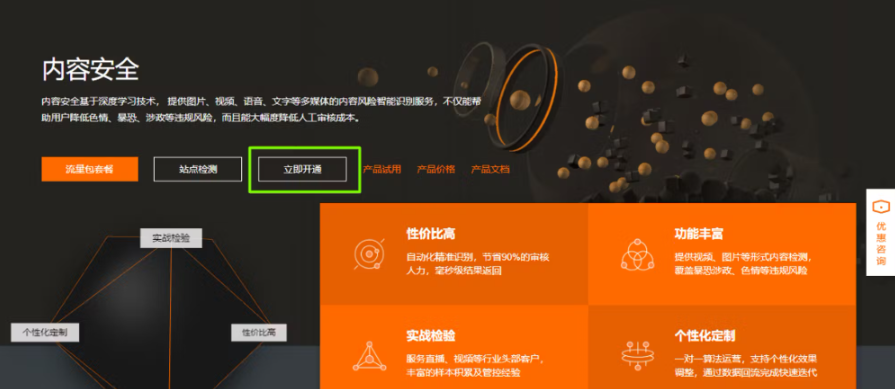 内容安全
内容安全基于深度学习技术， 提供图片、视频、语音、文字等多媒体的内容风险智能识别服务，不仅能帮
助用户降低色情、暴恐、涉政等违规风险，而且能大幅度降低人工审核成本。
流量包套餐
站点检测
立即开通
产品试用
产品价格
产品文档
优惠咨询
实战检验
个性化定制
性价比高
性价比高
自动化精准识别，节省90%的审核
人力，毫秒级结果返回
功能丰富
提供视频、图片等形式内容检测，
覆盖暴恐涉政、色情等违规风险
实战检验
服务直播、视频等行业头部客户，
丰富的样本积累及管控经验
个性化定制
一对一算法运营，支持个性化效果
调整，通过数据回流完成快速迭代